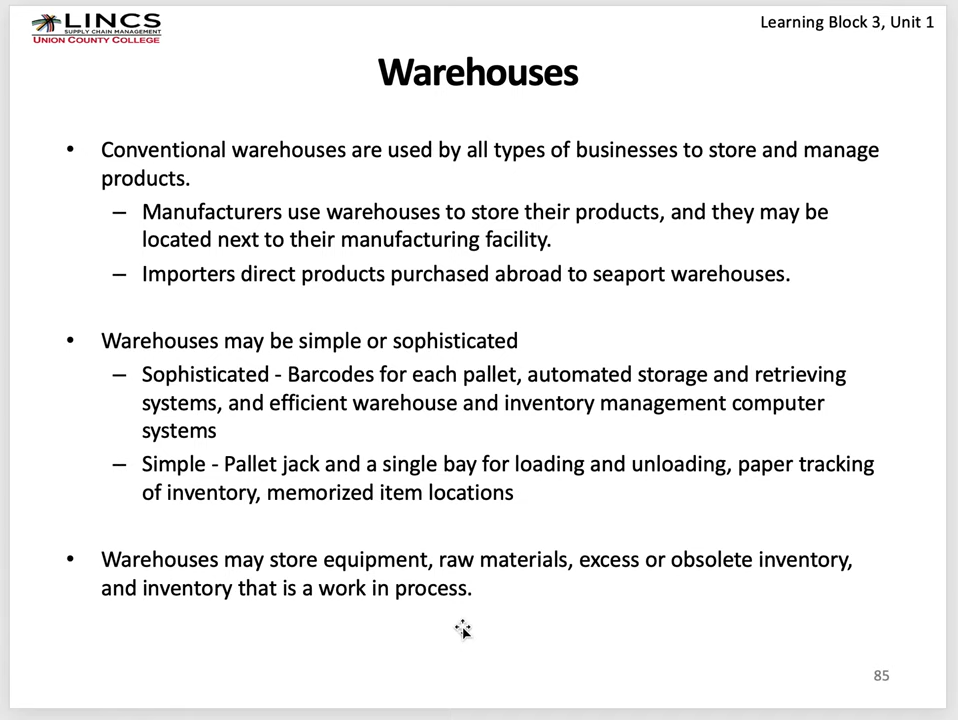 LINCS
SUPPLY CHAIN MANAGEMENT
UNION COUNTY COLLEGE
Learning Block 3, Unit 1
Warehouses
• Conventional warehouses are used by all types of businesses to store and manage
products.
– Manufacturers use warehouses to store their products, and they may be
located next to their manufacturing facility.
– Importers direct products purchased abroad to seaport warehouses.
• Warehouses may be simple or sophisticated
– Sophisticated - Barcodes for each pallet, automated storage and retrieving
systems, and efficient warehouse and inventory management computer
systems
– Simple - Pallet jack and a single bay for loading and unloading, paper tracking
of inventory, memorized item locations
• Warehouses may store equipment, raw materials, excess or obsolete inventory,
and inventory that is a work in process.
85